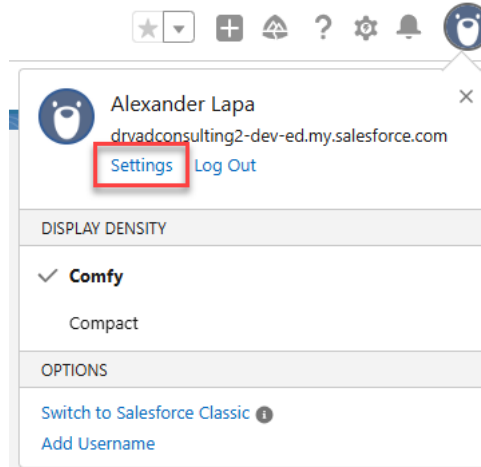 Alexander Lapa
drvadconsulting2-dev-ed.my.salesforce.com
Settings Log Out
DISPLAY DENSITY
Comfy
Compact
OPTIONS
Switch to Salesforce Classic
Add Username